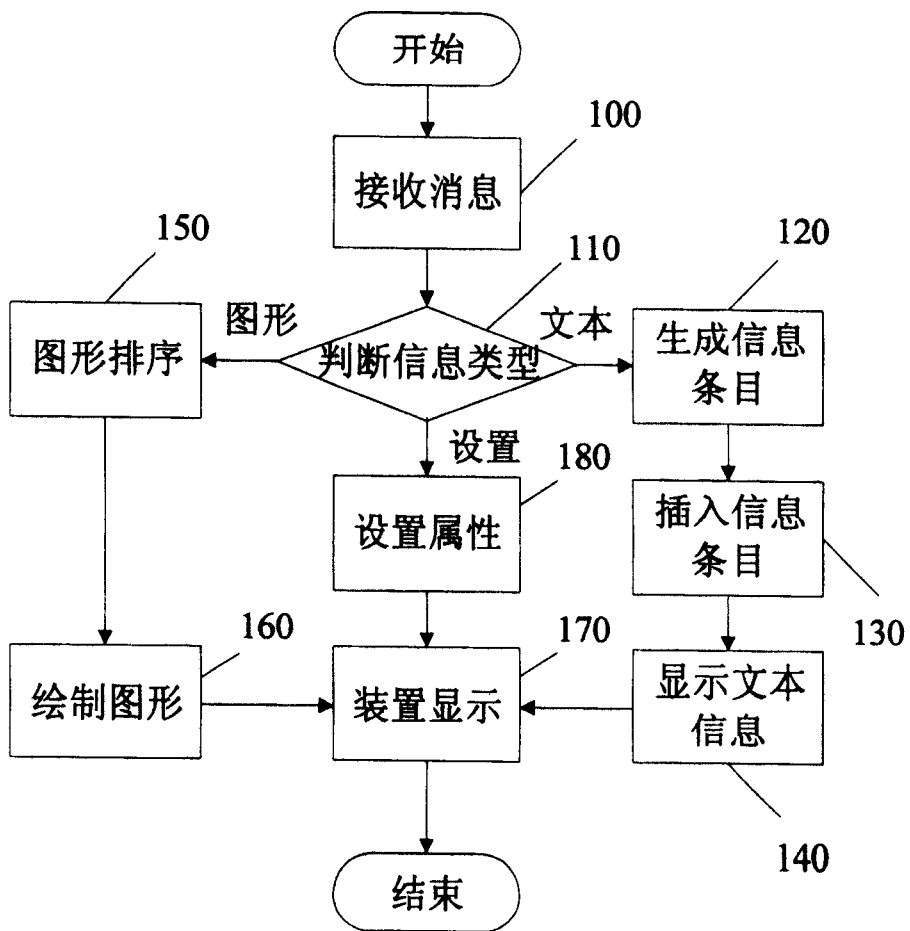 开始
100
接收消息
150
110
120
图形
文本
图形排序
判断信息类型
生成信息
条目
设置
180
设置属性
插入信息
条目
130
160
170
绘制图形
装置显示
显示文本
信息
140
结束